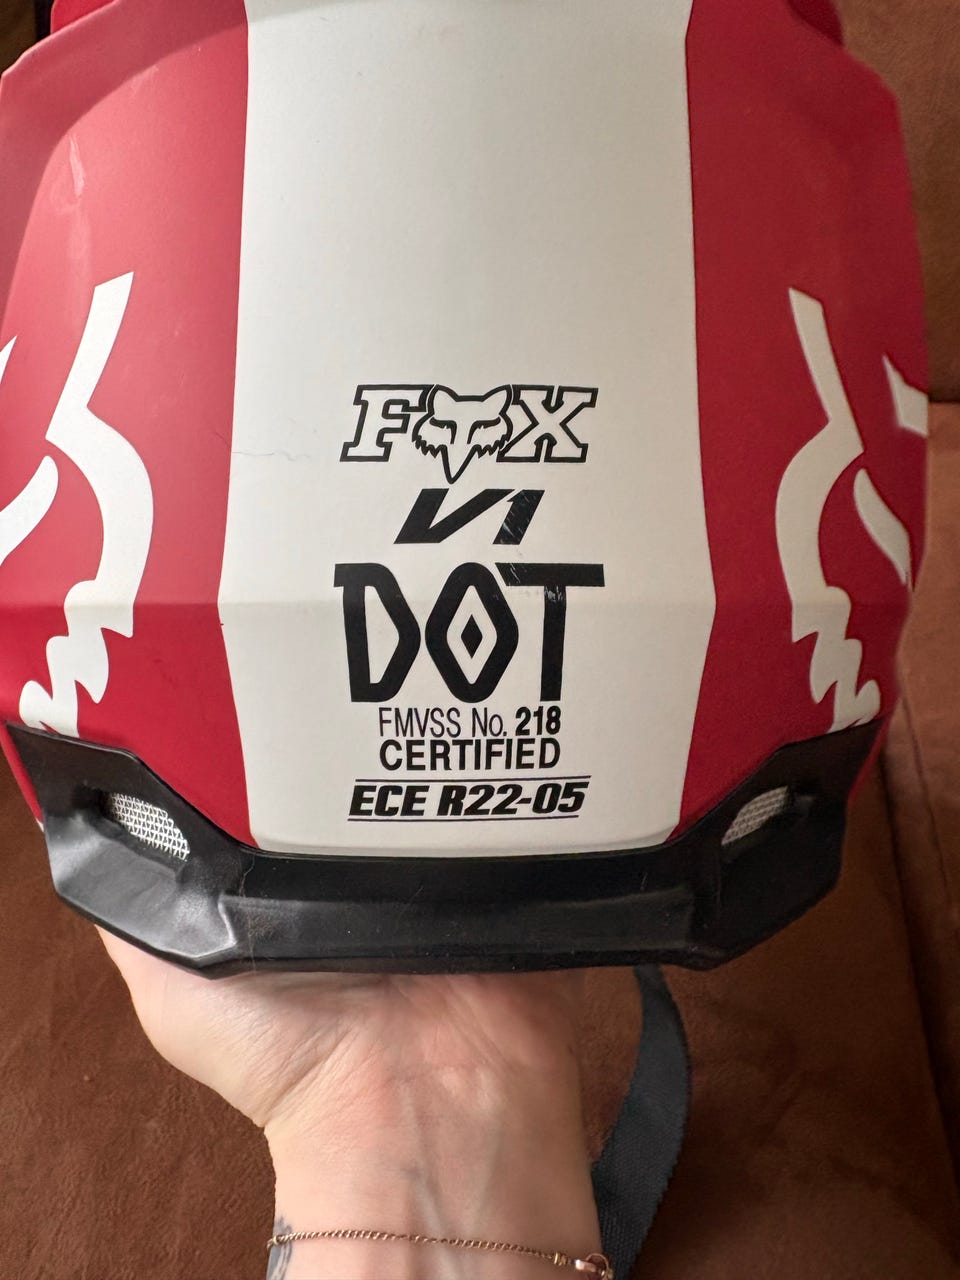 FOX
V1
DOT
FMVSS No. 218
CERTIFIED
ECE R22-05